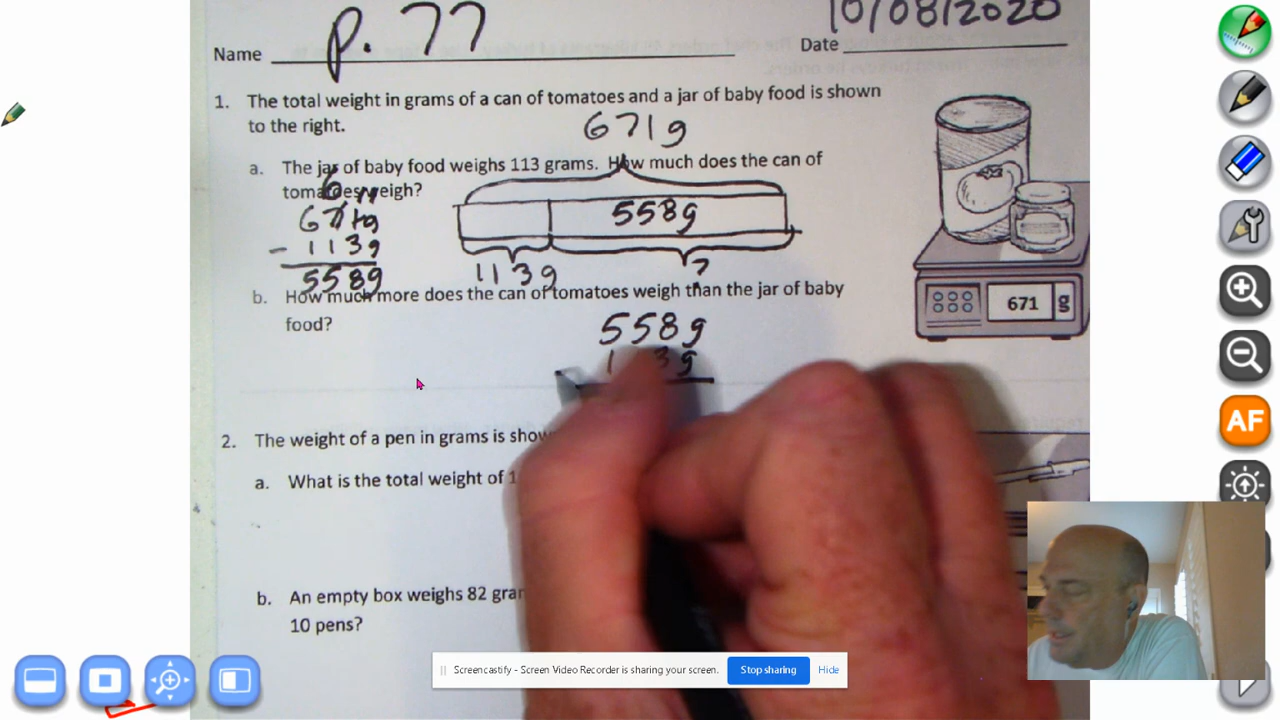 p. 77
10/08/2020
Name
Date
1. The total weight in grams of a can of tomatoes and a jar of baby food is shown
to the right.
671g
a. The jar of baby food weighs 113 grams. How much does the can of
tomatoes weigh?
6 11
671g
- 113g
558g
558g
113g
?
671 g
b. How much more does the can of tomatoes weigh than the jar of baby
food?
558g
1 3g
2. The weight of a pen in grams is
a. What is the total weight of
b. An empty box weighs 82
10 pens?
AF
Screencastify - Screen Video Recorder is sharing your screen.
Stop sharing
Hide